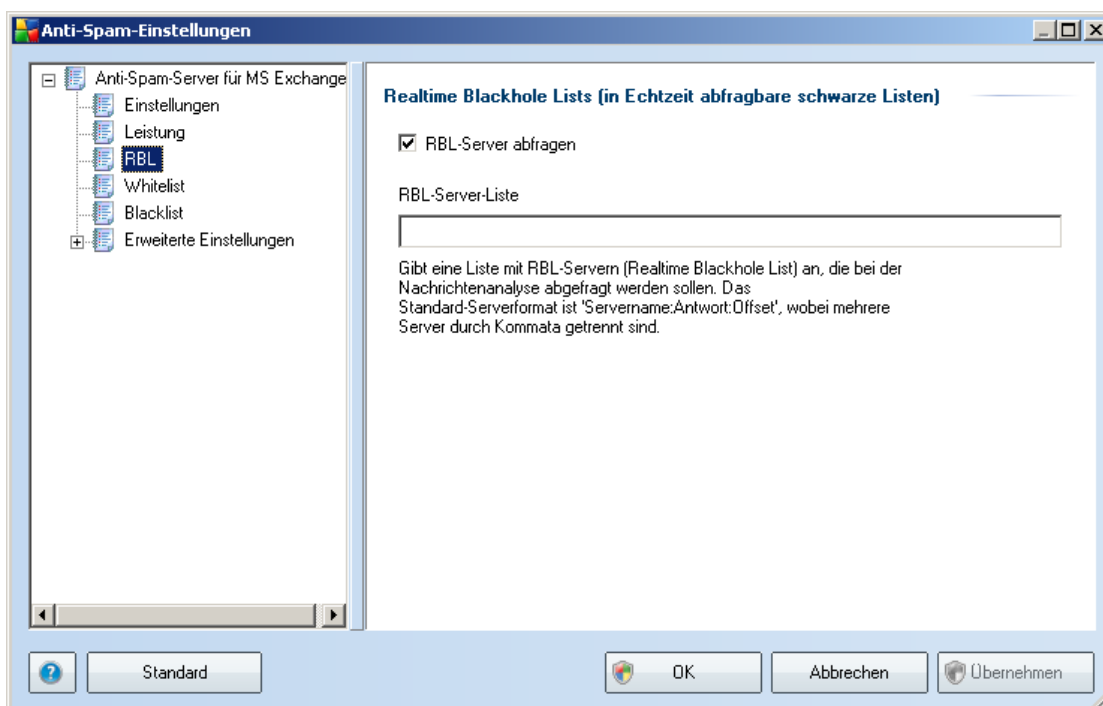 Anti-Spam-Einstellungen
Anti-Spam-Server für MS Exchange
Einstellungen
Leistung
RBL
Whitelist
Blacklist
Erweiterte Einstellungen
Realtime Blackhole Lists (in Echtzeit abfragbare schwarze Listen)
RBL-Server abfragen
RBL-Server-Liste
Gibt eine Liste mit RBL-Servern (Realtime Blackhole List) an, die bei der
Nachrichtenanalyse abgefragt werden sollen. Das
Standard-Serverformat ist 'Servername:Antwort:Offset', wobei mehrere
Server durch Kommata getrennt sind.
Standard
OK
Abbrechen
Übernehmen